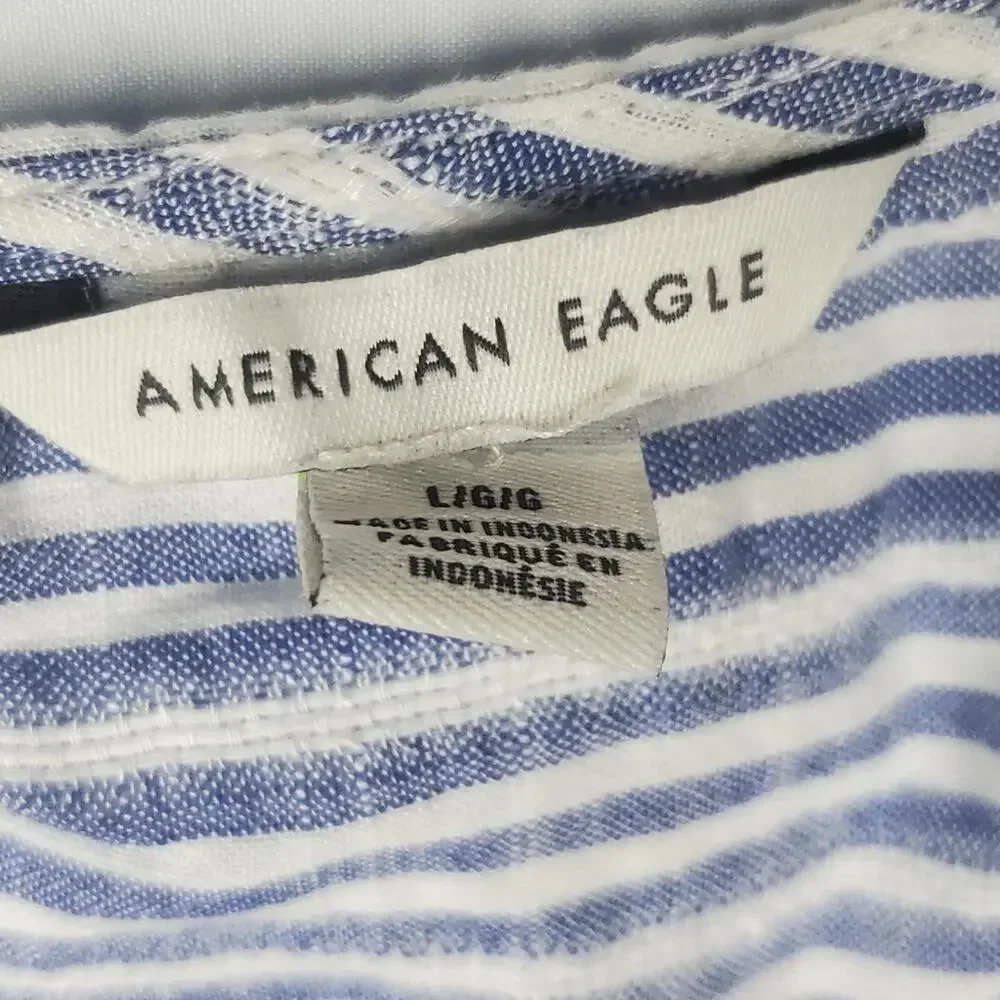 AMERICAN EAGLE
L/G/G
MADE IN INDONESIA
FABRIQUÉ EN
INDONÉSIE